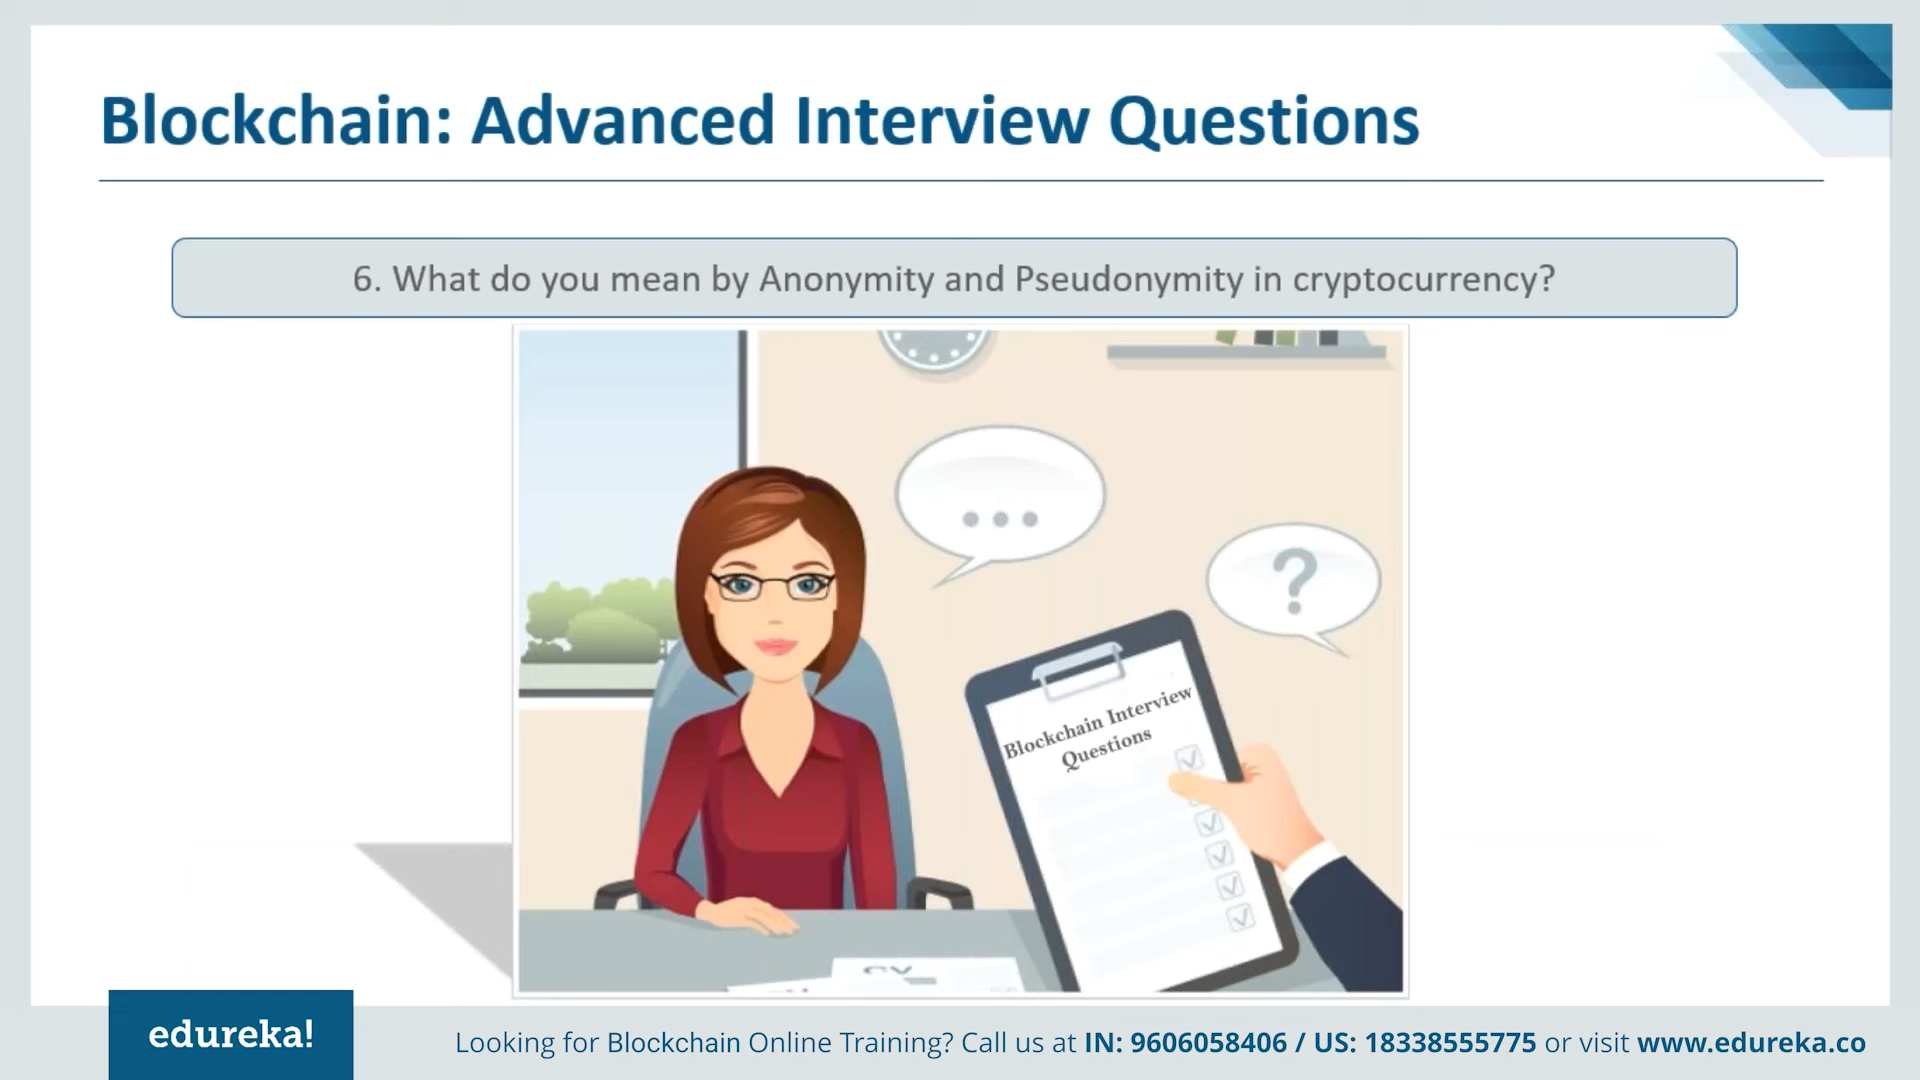 Blockchain: Advanced Interview Questions
6. What do you mean by Anonymity and Pseudonymity in cryptocurrency?
...
?
Blockchain Interview
Questions
CV
edureka!
Looking for Blockchain Online Training? Call us at IN: 9606058406 / US: 18338555775 or visit www.edureka.co